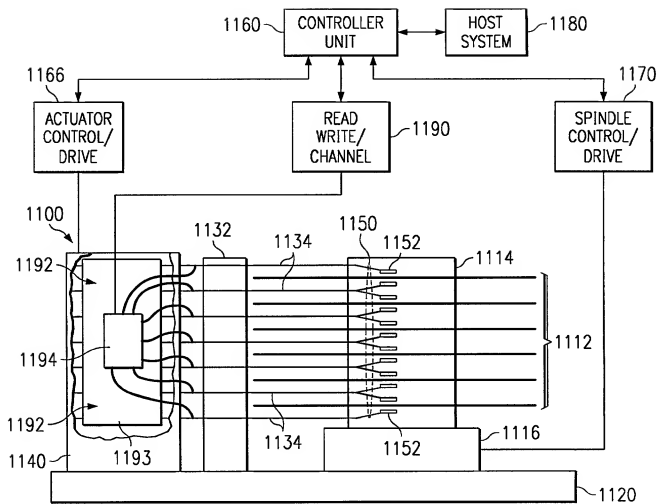 1160
CONTROLLER
UNIT
HOST
SYSTEM
1180
1166
ACTUATOR
CONTROL/
DRIVE
READ
WRITE/
CHANNEL
1190
1170
SPINDLE
CONTROL/
DRIVE
1100
1132
1134
1150
1152
1114
1192
1194
1112
1192
1193
1140
1134
1152
1116
1120